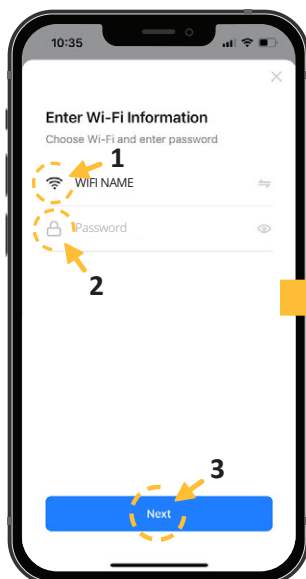 10:35
Enter Wi-Fi Information
Choose Wi-Fi and enter password
1
WIFI NAME
Password
2
3
Next